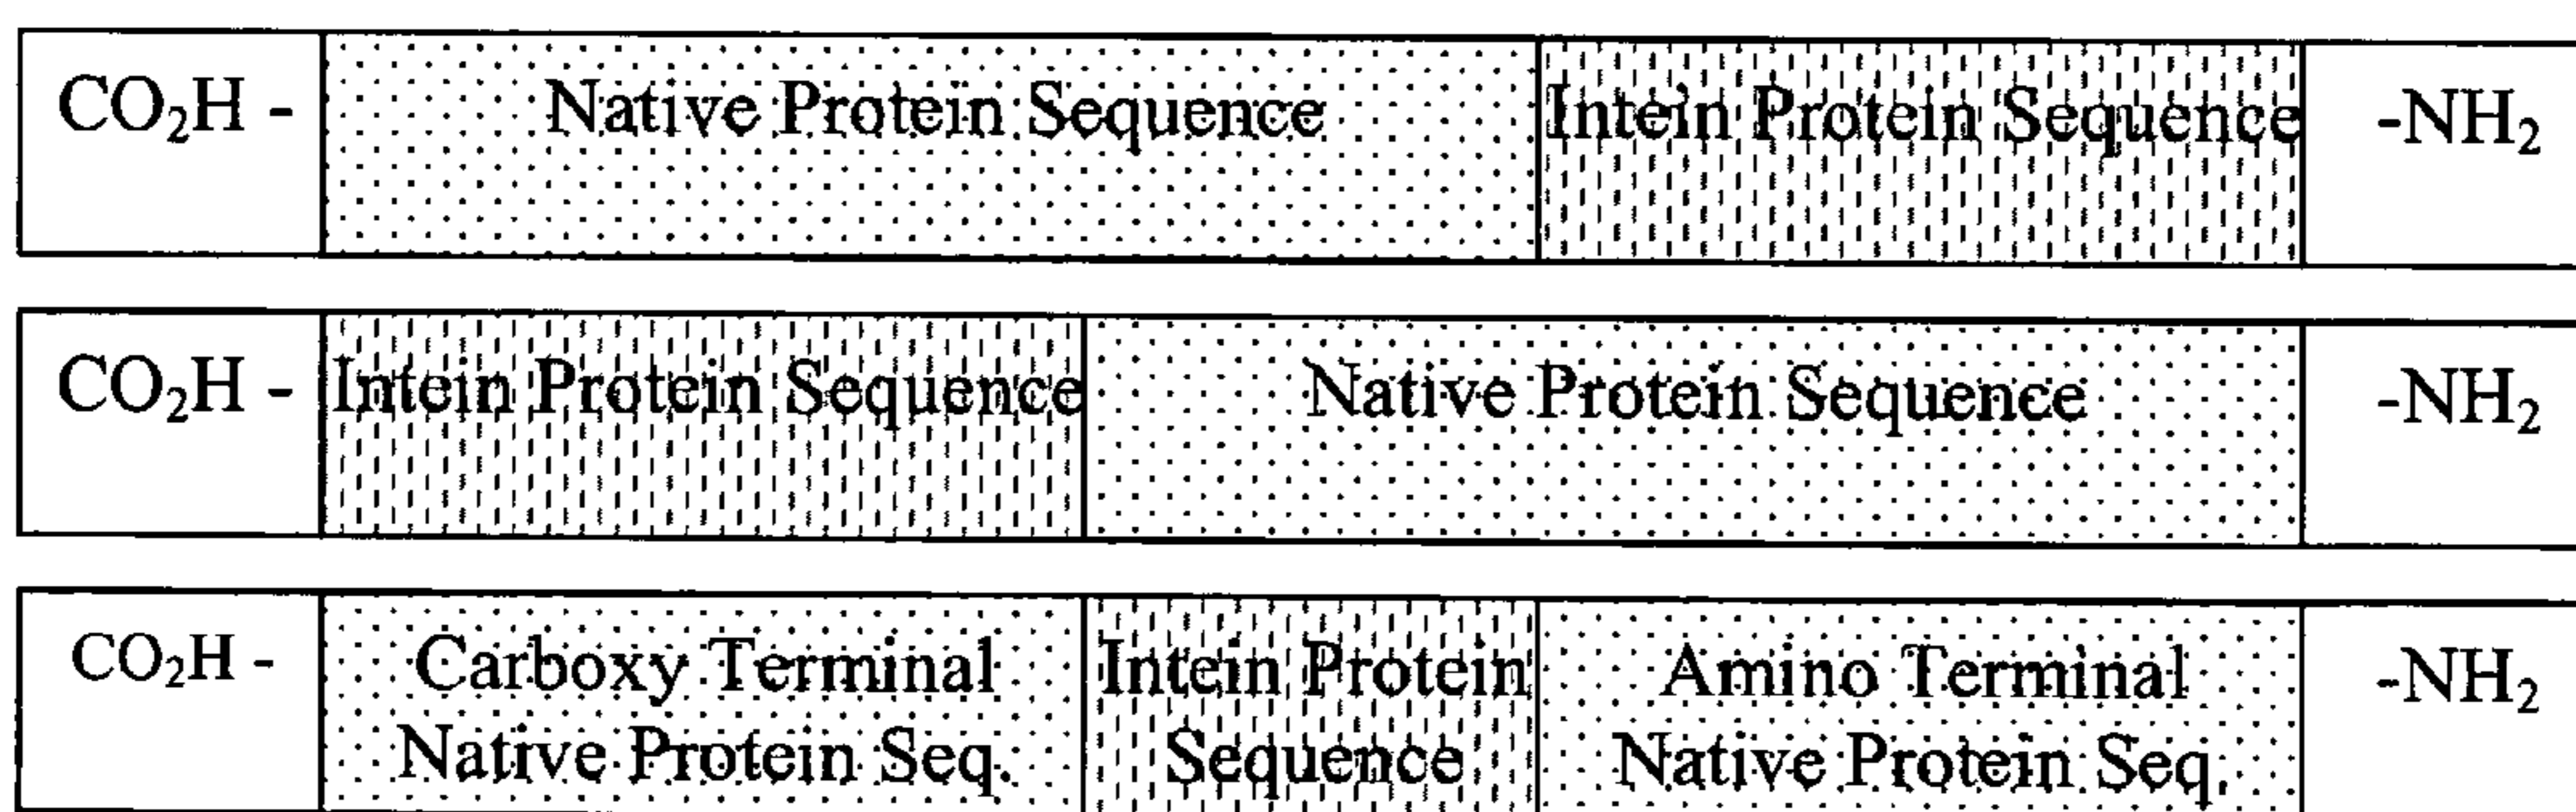 CO₂H - Native Protein Sequence Intein Protein Sequence -NH₂
CO₂H - Intein Protein Sequence Native Protein Sequence -NH₂
CO₂H - Carboxy Terminal Intein Protein Amino Terminal -NH₂
Native Protein Seq. Sequence Native Protein Seq.